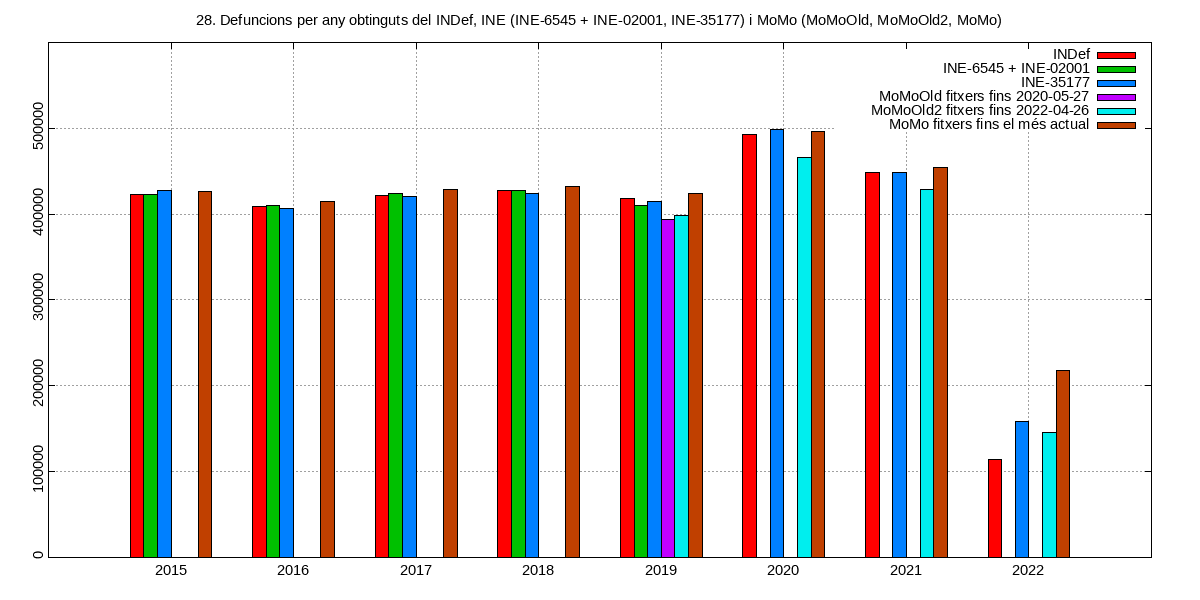 28. Defuncions per any obtinguts del INDef, INE (INE-6545 + INE-02001, INE-35177) i MoMo (MoMoOld, MoMoOld2, MoMo)
INDef
INE-6545 + INE-02001
INE-35177
MoMoOld fitxers fins 2020-05-27
MoMoOld2 fitxers fins 2022-04-26
MoMo fitxers fins el més actual
500000
400000
300000
200000
100000
0
2015 2016 2017 2018 2019 2020 2021 2022